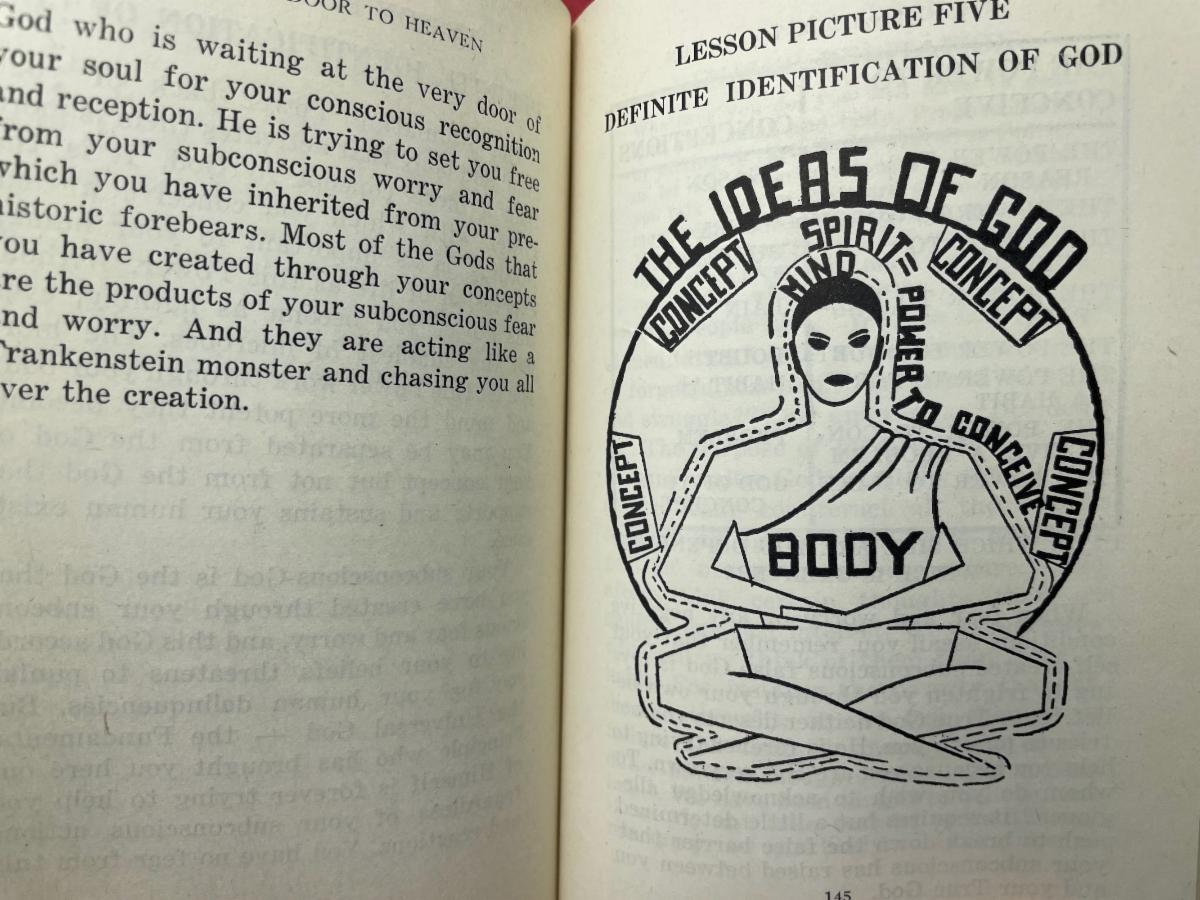 DOOR TO HEAVEN
God who is waiting at the very door of
your soul for your conscious recognition
and reception. He is trying to set you free
from your subconscious worry and fear
which you have inherited from your pre-
historic forebears. Most of the Gods that
you have created through your concepts
are the products of your subconscious fear
and worry. And they are acting like a
Frankenstein monster and chasing you all
over the creation.
LESSON PICTURE FIVE
DEFINITE IDENTIFICATION OF GOD
THE IDEAS OF GOD
CONCEPT
SPIRIT=POWER TO CONCEIVE
CONCEPT
MIND
CONCEPT
CONCEPT
BODY
145